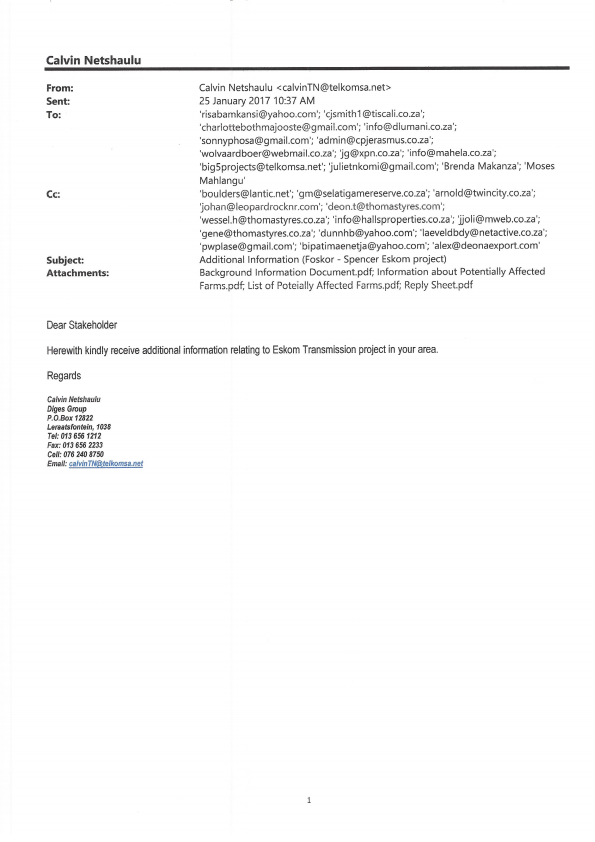 Calvin Netshaulu
From: Calvin Netshaulu <calvinTN@telkomsa.net>
Sent: 25 January 2017 10:37 AM
To: 'risabamkansi@yahoo.com'; 'cjsmith1@tiscali.co.za';
'charlottebothmajooste@gmail.com'; 'info@dlumani.co.za';
'sonnyphosa@gmail.com'; 'admin@cpjerasmus.co.za';
'wolvaardboer@webmail.co.za'; 'jg@xpn.co.za'; 'info@mahela.co.za';
'big5projects@telkomsa.net'; 'julietnkomi@gmail.com'; 'Brenda Makanza'; 'Moses
Mahlangu'
Cc: 'boulders@lantic.net'; 'gm@selatigamereserve.co.za'; 'arnold@twincity.co.za';
'johan@leopardrocknr.com'; 'deon.t@thomastyres.com';
'wessel.h@thomastyres.co.za'; 'info@hallsproperties.co.za'; 'jjoli@mweb.co.za';
'gene@thomastyres.co.za'; 'dunnhb@yahoo.com'; 'laeveldbdy@netactive.co.za';
'pwplase@gmail.com'; 'bipatimaenetja@yahoo.com'; 'alex@deonaexport.com'
Subject: Additional Information (Foskor - Spencer Eskom project)
Attachments: Background Information Document.pdf; Information about Potentially Affected
Farms.pdf; List of Poteially Affected Farms.pdf; Reply Sheet.pdf
Dear Stakeholder
Herewith kindly receive additional information relating to Eskom Transmission project in your area.
Regards
Calvin Netshaulu
Diges Group
P.O.Box 12822
Leraatsfontein, 1038
Tel: 013 656 1212
Fax: 013 656 2233
Cell: 076 240 8750
Email: calvinTN@telkomsa.net
1